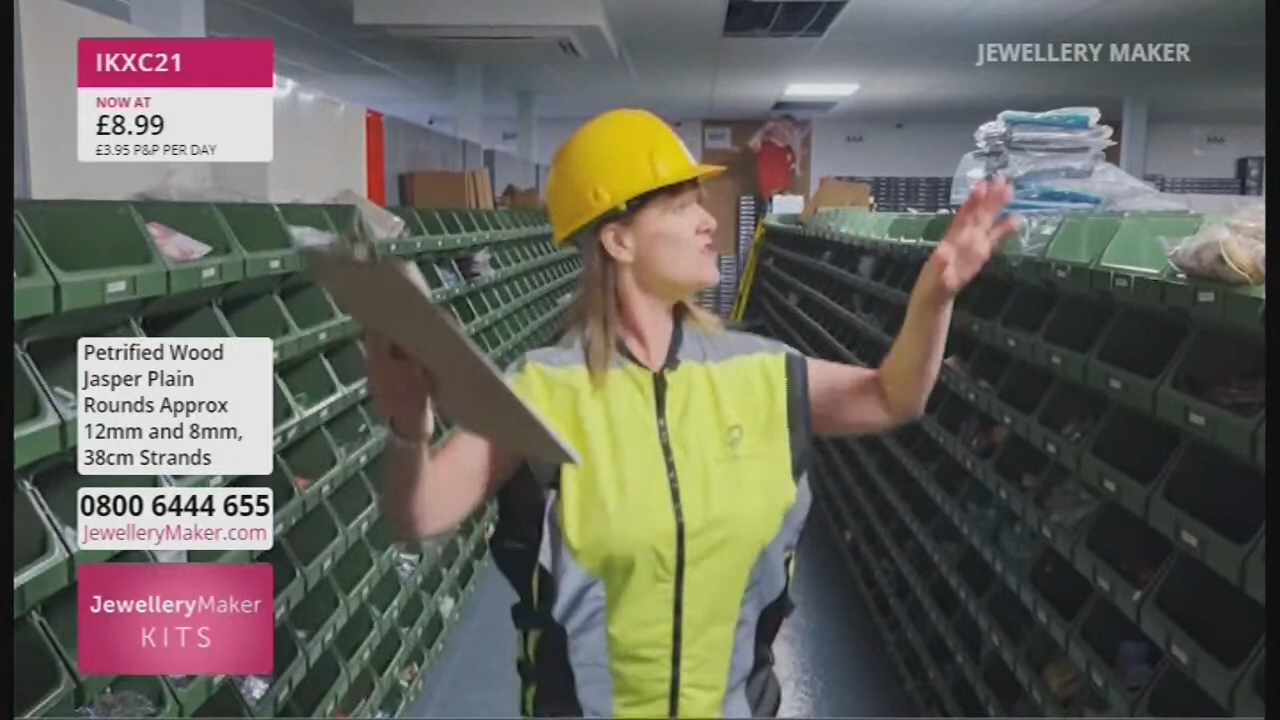 IKXC21
NOW AT
£8.99
£3.95 P&P PER DAY
JEWELLERY MAKER
Petrified Wood
Jasper Plain
Rounds Approx
12mm and 8mm,
38cm Strands
0800 6444 655
JewelleryMaker.com
JewelleryMaker
KITS